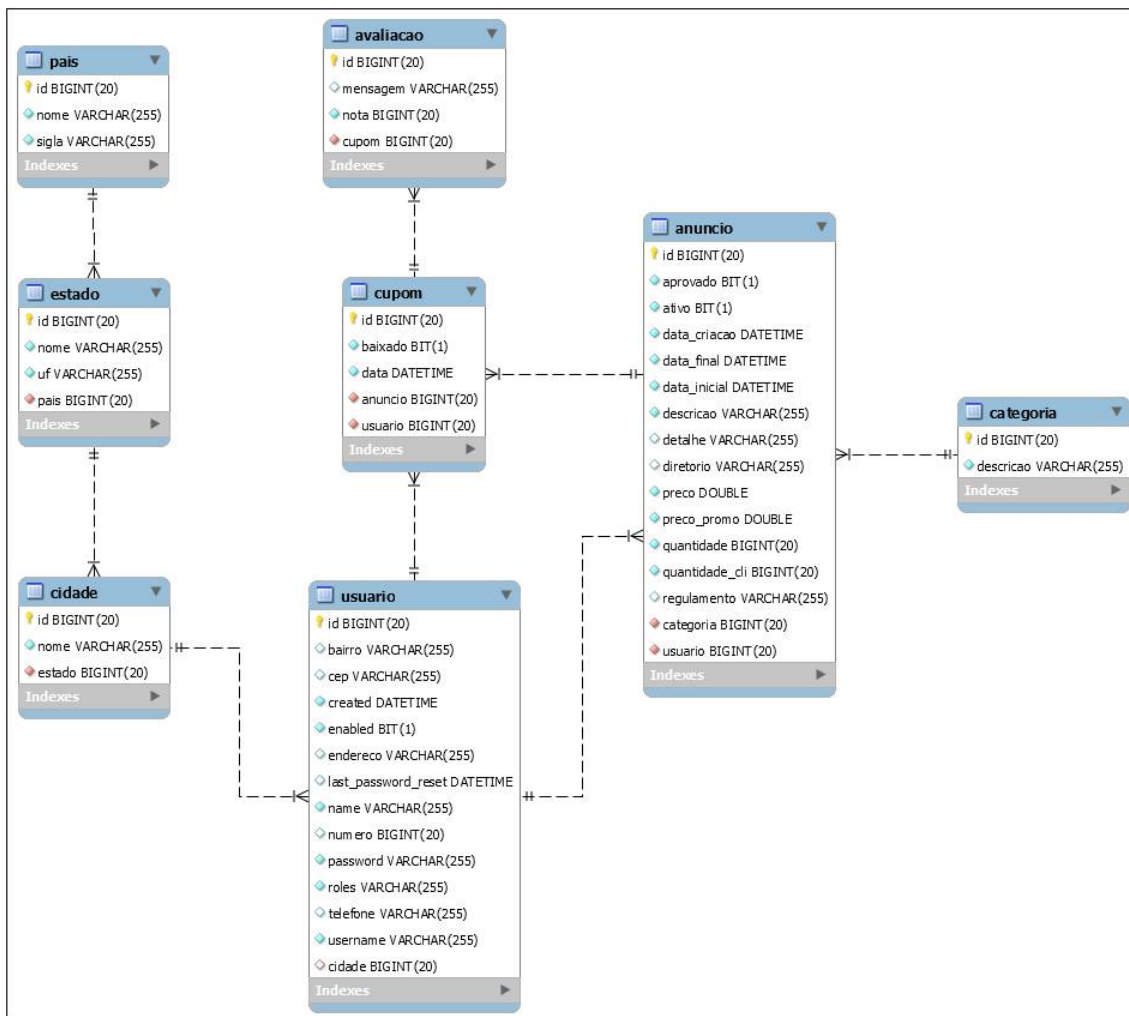 pais
id BIGINT(20)
nome VARCHAR(255)
sigla VARCHAR(255)
Indexes
avaliacao
id BIGINT(20)
mensagem VARCHAR(255)
nota BIGINT(20)
cupom BIGINT(20)
Indexes
estado
id BIGINT(20)
nome VARCHAR(255)
uf VARCHAR(255)
pais BIGINT(20)
Indexes
cupom
id BIGINT(20)
baixado BIT(1)
data DATETIME
anuncio BIGINT(20)
usuario BIGINT(20)
Indexes
anuncio
id BIGINT(20)
aprovado BIT(1)
ativo BIT(1)
data_criacao DATETIME
data_final DATETIME
data_inicial DATETIME
descricao VARCHAR(255)
detalhe VARCHAR(255)
diretorio VARCHAR(255)
preco DOUBLE
preco_promo DOUBLE
quantidade BIGINT(20)
quantidade_cli BIGINT(20)
regulamento VARCHAR(255)
categoria BIGINT(20)
usuario BIGINT(20)
Indexes
categoria
id BIGINT(20)
descricao VARCHAR(255)
Indexes
cidade
id BIGINT(20)
nome VARCHAR(255)
estado BIGINT(20)
Indexes
usuario
id BIGINT(20)
bairro VARCHAR(255)
cep VARCHAR(255)
created DATETIME
enabled BIT(1)
endereco VARCHAR(255)
last_password_reset DATETIME
name VARCHAR(255)
numero BIGINT(20)
password VARCHAR(255)
roles VARCHAR(255)
telefone VARCHAR(255)
username VARCHAR(255)
cidade BIGINT(20)
Indexes